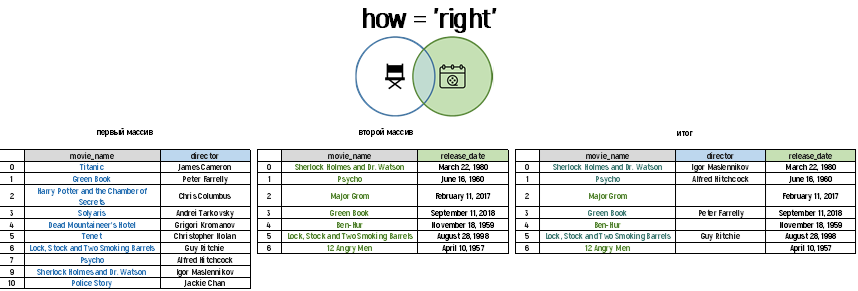 how = 'right'
первый массив
второй массив
итог
movie_name director
0 Titanic James Cameron
1 Green Book Peter Farrelly
2 Harry Potter and the Chamber of Secrets Chris Columbus
3 Solyaris Andrei Tarkovsky
4 Dead Mountaineer's Hotel Grigori Kromanov
5 Tenet Christopher Nolan
6 Lock, Stock and Two Smoking Barrels Guy Ritchie
7 Psycho Alfred Hitchcock
9 Sherlock Holmes and Dr. Watson Igor Maslennikov
10 Police Story Jackie Chan
movie_name release_date
0 Sherlock Holmes and Dr. Watson March 22, 1980
1 Psycho June 16, 1960
2 Major Grom February 11, 2017
3 Green Book September 11, 2018
4 Ben-Hur November 18, 1959
5 Lock, Stock and Two Smoking Barrels August 28, 1998
6 12 Angry Men April 10, 1957
movie_name director release_date
0 Sherlock Holmes and Dr. Watson Igor Maslennikov March 22, 1980
1 Psycho Alfred Hitchcock June 16, 1960
2 Major Grom February 11, 2017
3 Green Book Peter Farrelly September 11, 2018
4 Ben-Hur November 18, 1959
5 Lock, Stock and Two Smoking Barrels Guy Ritchie August 28, 1998
6 12 Angry Men April 10, 1957